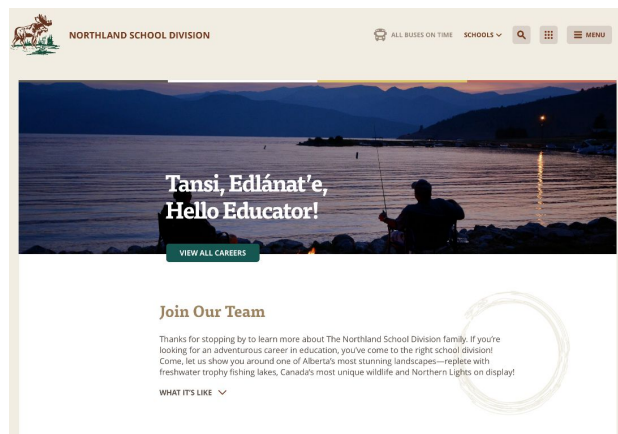 NORTHLAND SCHOOL DIVISION
ALL BUSES ON TIME
SCHOOLS
MENU
Tansi, Edlánat’e,
Hello Educator!
VIEW ALL CAREERS
Join Our Team
Thanks for stopping by to learn more about The Northland School Division family. If you’re
looking for an adventurous career in education, you’ve come to the right school division!
Come, let us show you around one of Alberta’s most stunning landscapes—replete with
freshwater trophy fishing lakes, Canada’s most unique wildlife and Northern Lights on display!
WHAT IT’S LIKE